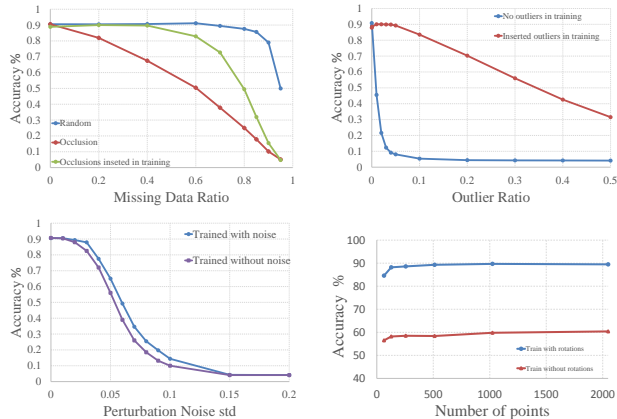 1
0.9
0.8
0.7
0.6
0.5
0.4
0.3
0.2
0.1
0
Accuracy %
Random
Occlusion
Occlusions inseted in training
0 0.2 0.4 0.6 0.8 1
Missing Data Ratio
1
0.9
0.8
0.7
0.6
0.5
0.4
0.3
0.2
0.1
0
Accuracy %
No outliers in training
Inserted outliers in training
0 0.1 0.2 0.3 0.4 0.5
Outlier Ratio
1
0.9
0.8
0.7
0.6
0.5
0.4
0.3
0.2
0.1
0
Accuracy %
Trained with noise
Trained without noise
0 0.05 0.1 0.15 0.2
Perturbation Noise std
100
90
80
70
60
50
40
Accuracy %
Train with rotations
Train without rotations
0 500 1000 1500 2000
Number of points